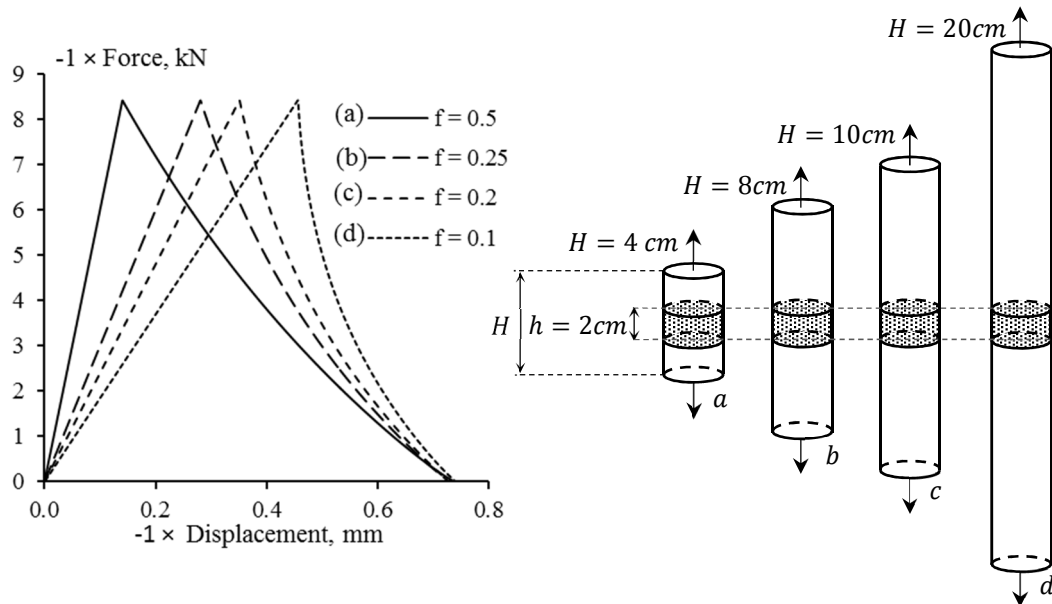 -1 × Force, kN
9
8
7
6
5
4
3
2
1
0
0.0 0.2 0.4 0.6 0.8
-1 × Displacement, mm
(a) f = 0.5
(b) f = 0.25
(c) f = 0.2
(d) f = 0.1
H = 20cm
H = 10cm
H = 8cm
H = 4 cm
H h = 2cm
a
b
c
d